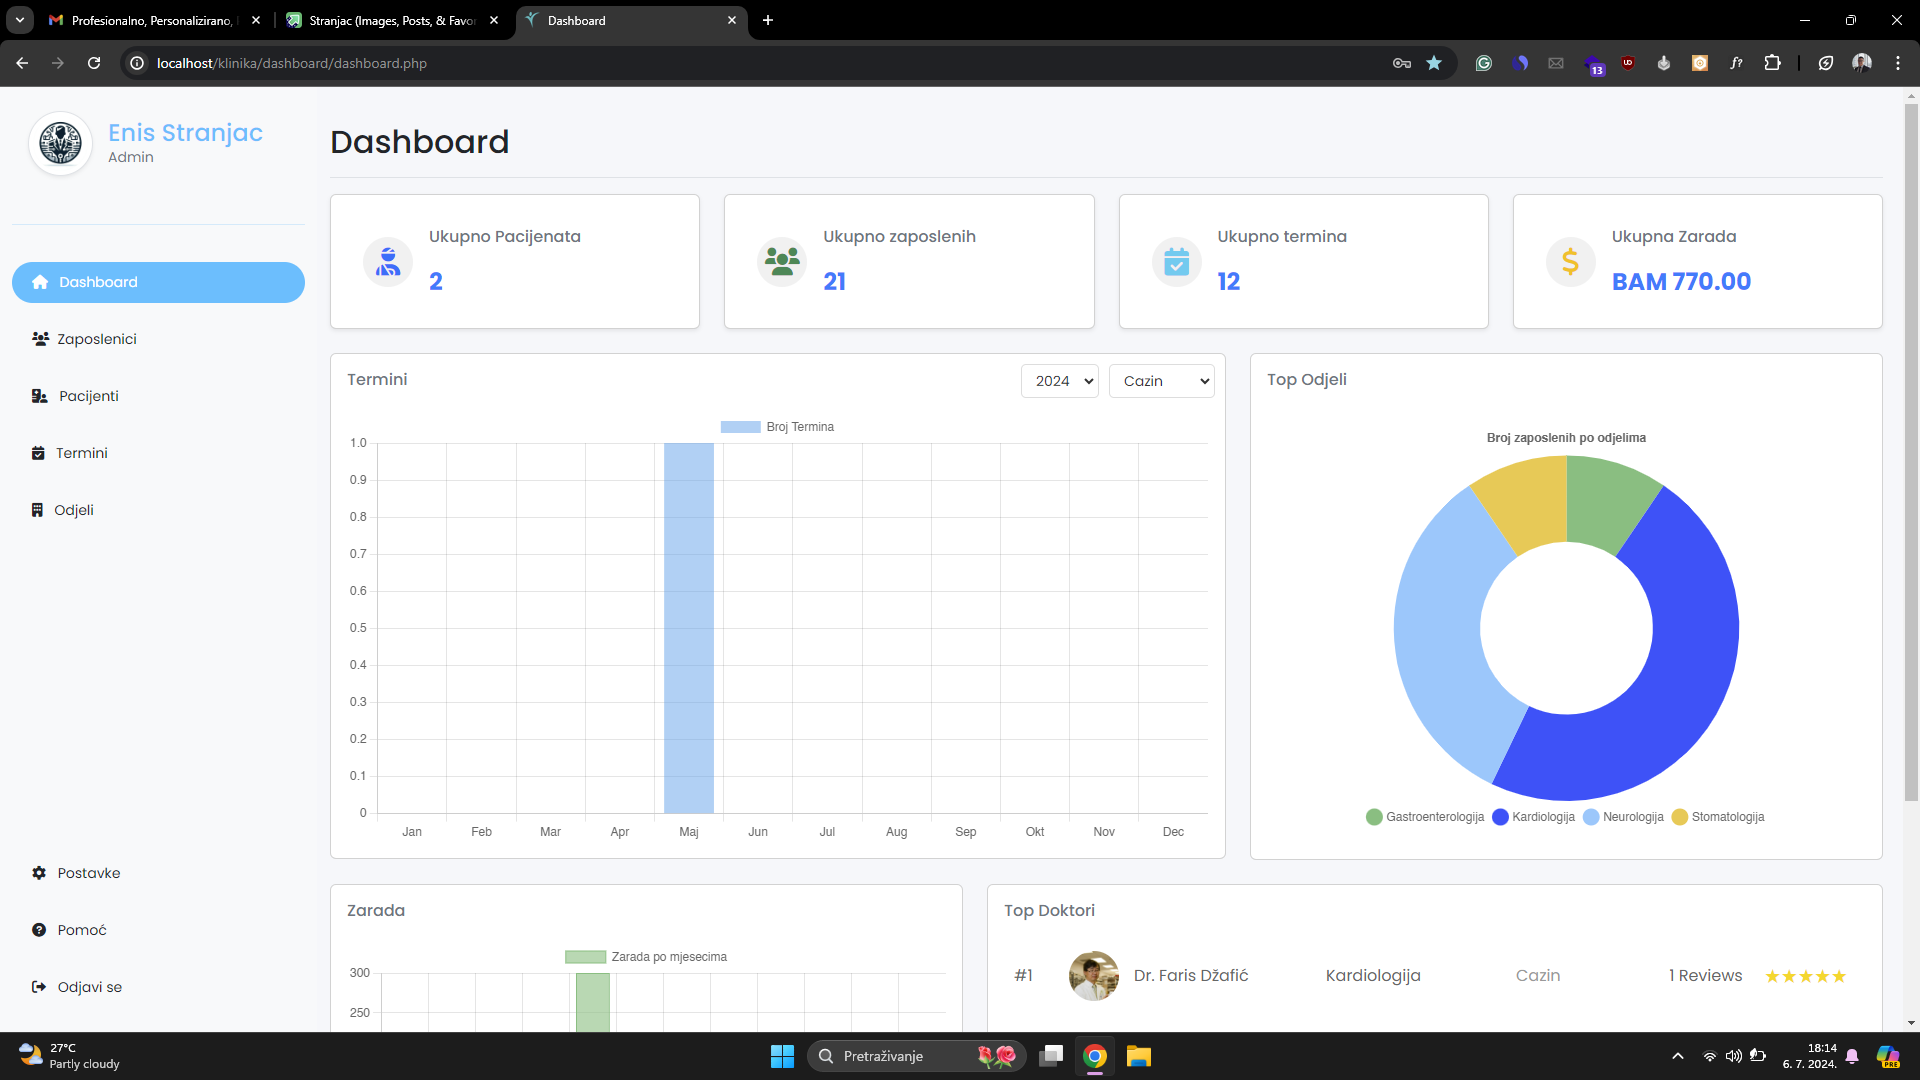 Profesionalno, Personalizirano,
Stranjac (Images, Posts, & Favo
Dashboard
localhost/klinika/dashboard/dashboard.php
13
f?
Enis Stranjac
Admin
Dashboard
Zaposlenici
Pacijenti
Termini
Odjeli
Postavke
Pomoć
Odjavi se
Dashboard
Ukupno Pacijenata
2
Ukupno zaposlenih
21
Ukupno termina
12
Ukupna Zarada
BAM 770.00
Termini
2024
Cazin
Broj Termina
1.0
0.9
0.8
0.7
0.6
0.5
0.4
0.3
0.2
0.1
0
Jan Feb Mar Apr Maj Jun Jul Aug Sep Okt Nov Dec
Top Odjeli
Broj zaposlenih po odjelima
Gastroenterologija Kardiologija Neurologija Stomatologija
Zarada
Zarada po mjesecima
300
250
Top Doktori
#1 Dr. Faris Džafić Kardiologija Cazin 1 Reviews
27°C
Partly cloudy
Pretraživanje
18:14
6. 7. 2024.
PRE